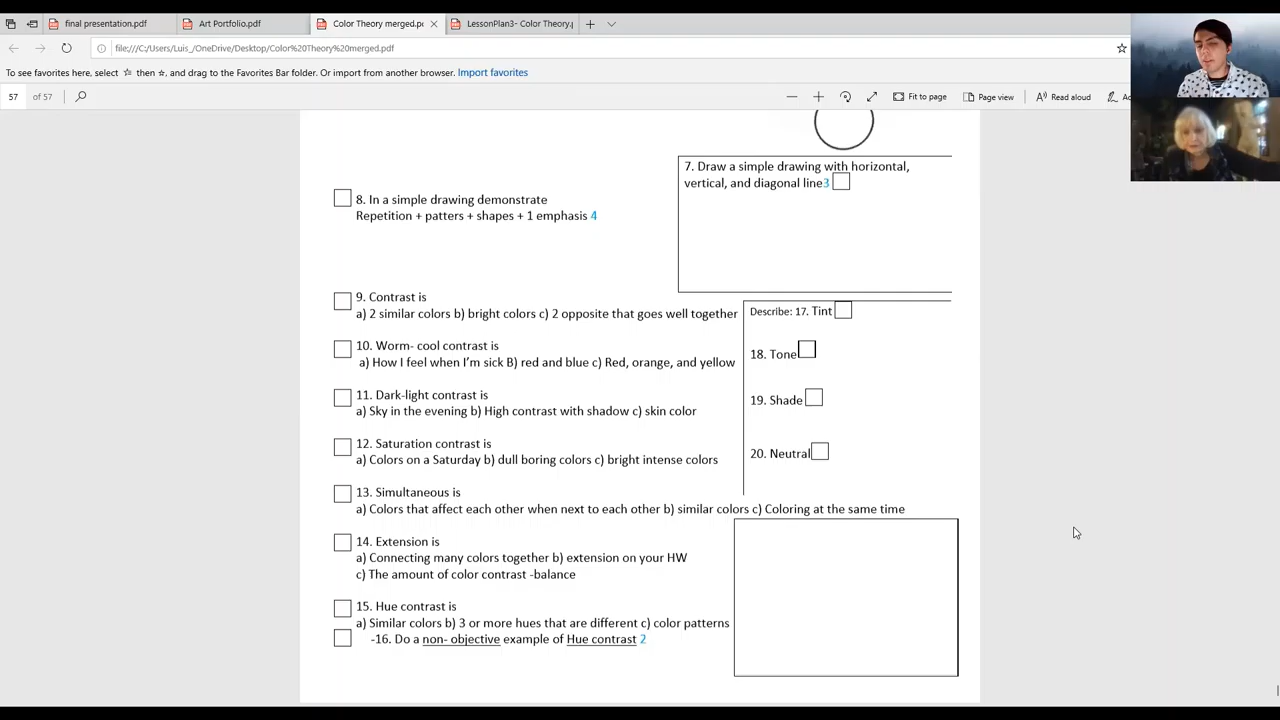 final presentation.pdf
Art Portfolio.pdf
Color Theory merged.pd
LessonPlan3- Color Theory.p
file:///C:/Users/Luis_/OneDrive/Desktop/Color%20Theory%20merged.pdf
To see favorites here, select ☆ then ☆, and drag to the Favorites Bar folder. Or import from another browser. Import favorites
57 of 57
Fit to page
Page view
Read aloud
7. Draw a simple drawing with horizontal,
vertical, and diagonal line3
8. In a simple drawing demonstrate
Repetition + patters + shapes + 1 emphasis 4
9. Contrast is
a) 2 similar colors b) bright colors c) 2 opposite that goes well together
Describe: 17. Tint
10. Worm- cool contrast is
a) How I feel when I'm sick B) red and blue c) Red, orange, and yellow
18. Tone
11. Dark-light contrast is
a) Sky in the evening b) High contrast with shadow c) skin color
19. Shade
12. Saturation contrast is
a) Colors on a Saturday b) dull boring colors c) bright intense colors
20. Neutral
13. Simultaneous is
a) Colors that affect each other when next to each other b) similar colors c) Coloring at the same time
14. Extension is
a) Connecting many colors together b) extension on your HW
c) The amount of color contrast -balance
15. Hue contrast is
a) Similar colors b) 3 or more hues that are different c) color patterns
-16. Do a non- objective example of Hue contrast 2